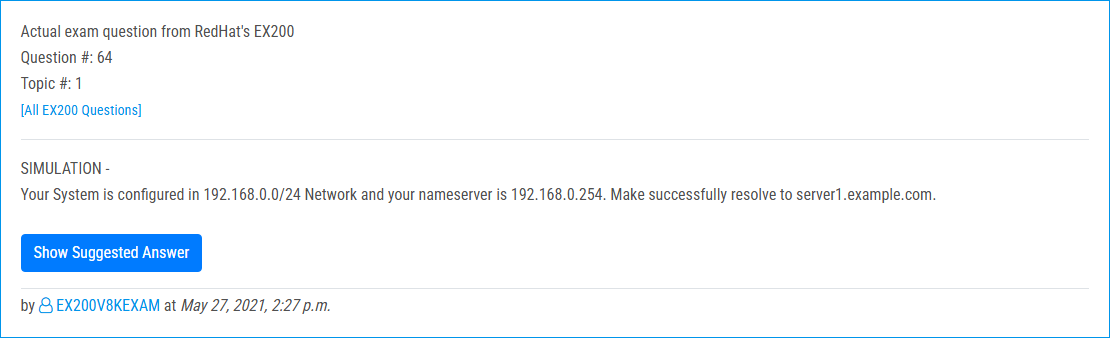 Actual exam question from RedHat's EX200
Question #: 64
Topic #: 1
[All EX200 Questions]
SIMULATION -
Your System is configured in 192.168.0.0/24 Network and your nameserver is 192.168.0.254. Make successfully resolve to server1.example.com.
Show Suggested Answer
by EX200V8KEXAM at May 27, 2021, 2:27 p.m.